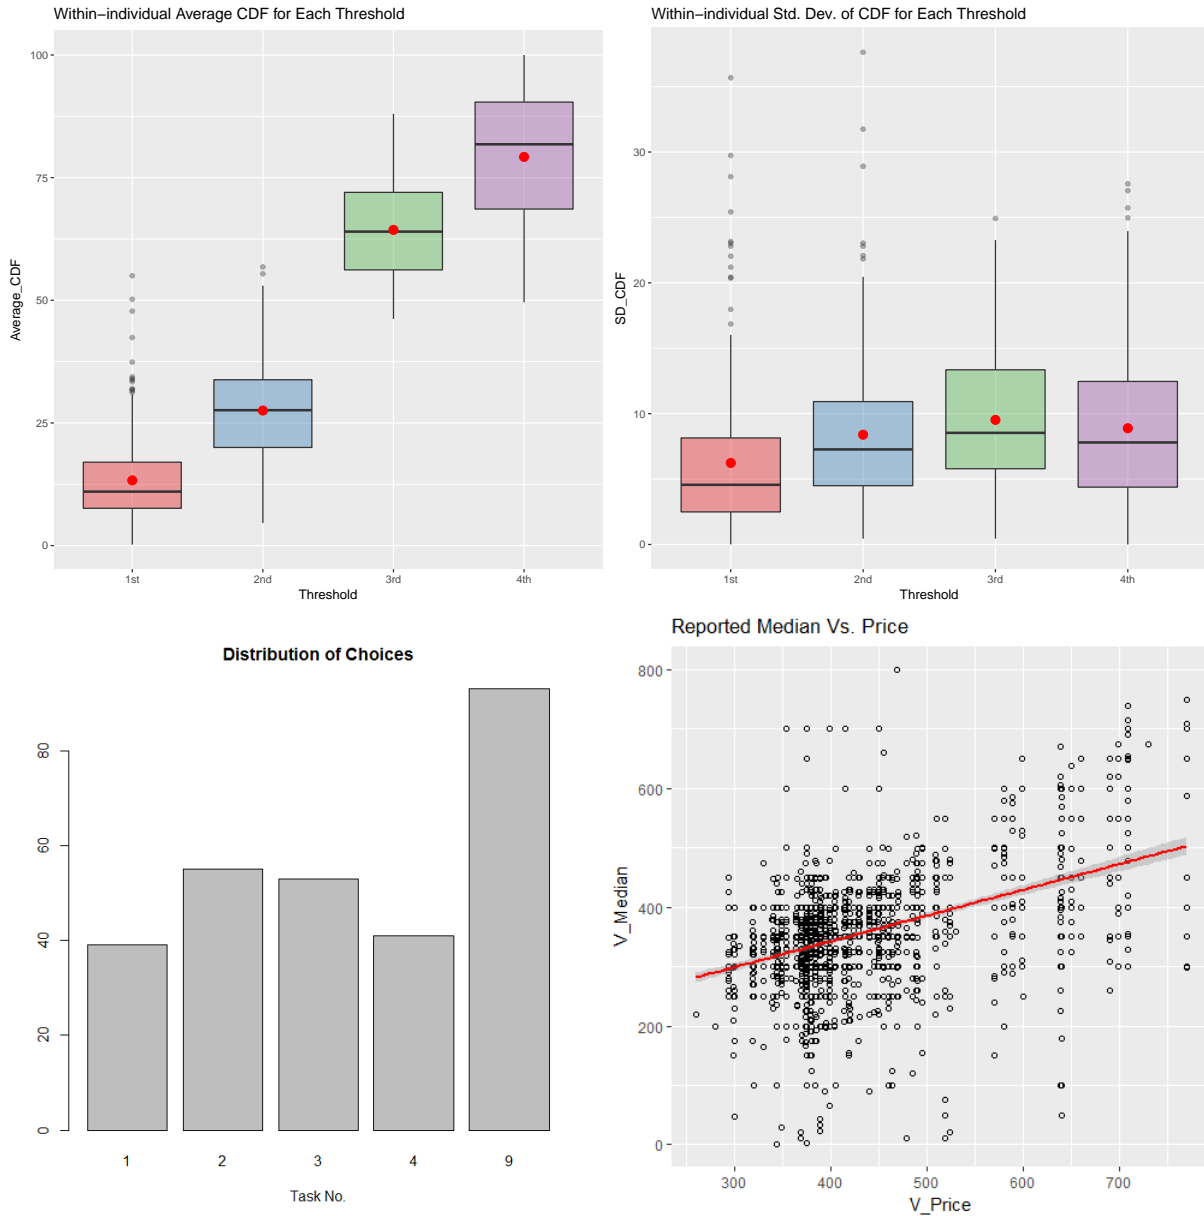 Within−individual Average CDF for Each Threshold
100
75
50
25
0
Average_CDF
1st 2nd 3rd 4th
Threshold
Within−individual Std. Dev. of CDF for Each Threshold
30
20
10
0
SD_CDF
1st 2nd 3rd 4th
Threshold
Distribution of Choices
80
60
40
20
0
1 2 3 4 9
Task No.
Reported Median Vs. Price
800
600
400
200
0
V_Median
300 400 500 600 700
V_Price